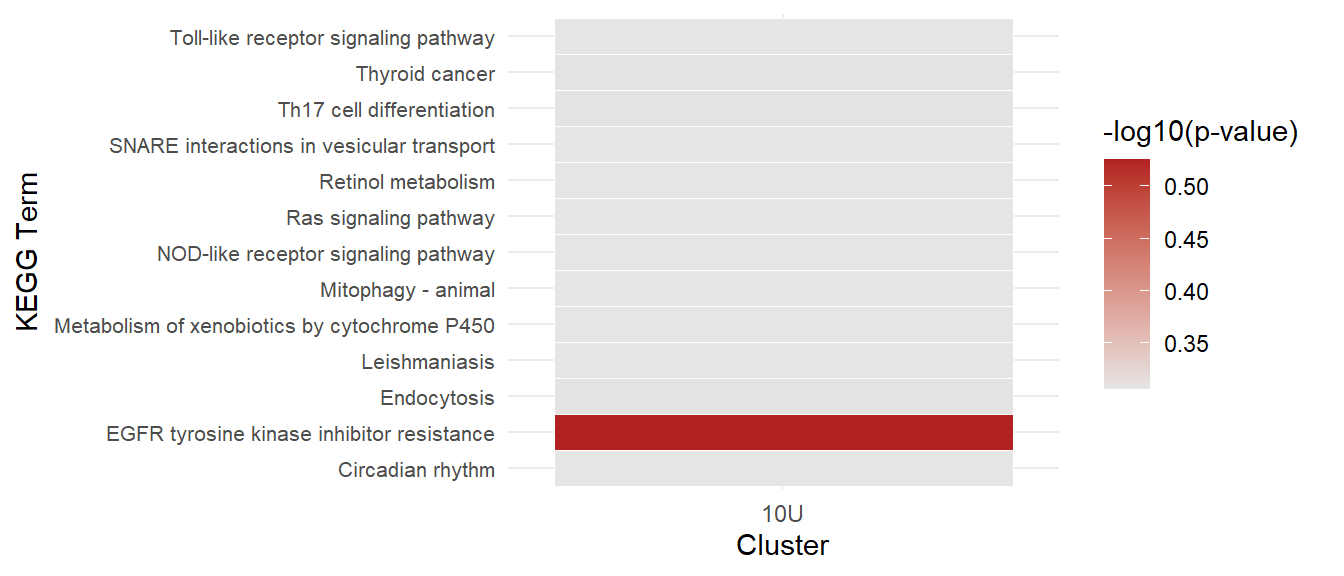 KEGG Term
Toll-like receptor signaling pathway
Thyroid cancer
Th17 cell differentiation
SNARE interactions in vesicular transport
Retinol metabolism
Ras signaling pathway
NOD-like receptor signaling pathway
Mitophagy - animal
Metabolism of xenobiotics by cytochrome P450
Leishmaniasis
Endocytosis
EGFR tyrosine kinase inhibitor resistance
Circadian rhythm
10U
Cluster
-log10(p-value)
0.50
0.45
0.40
0.35